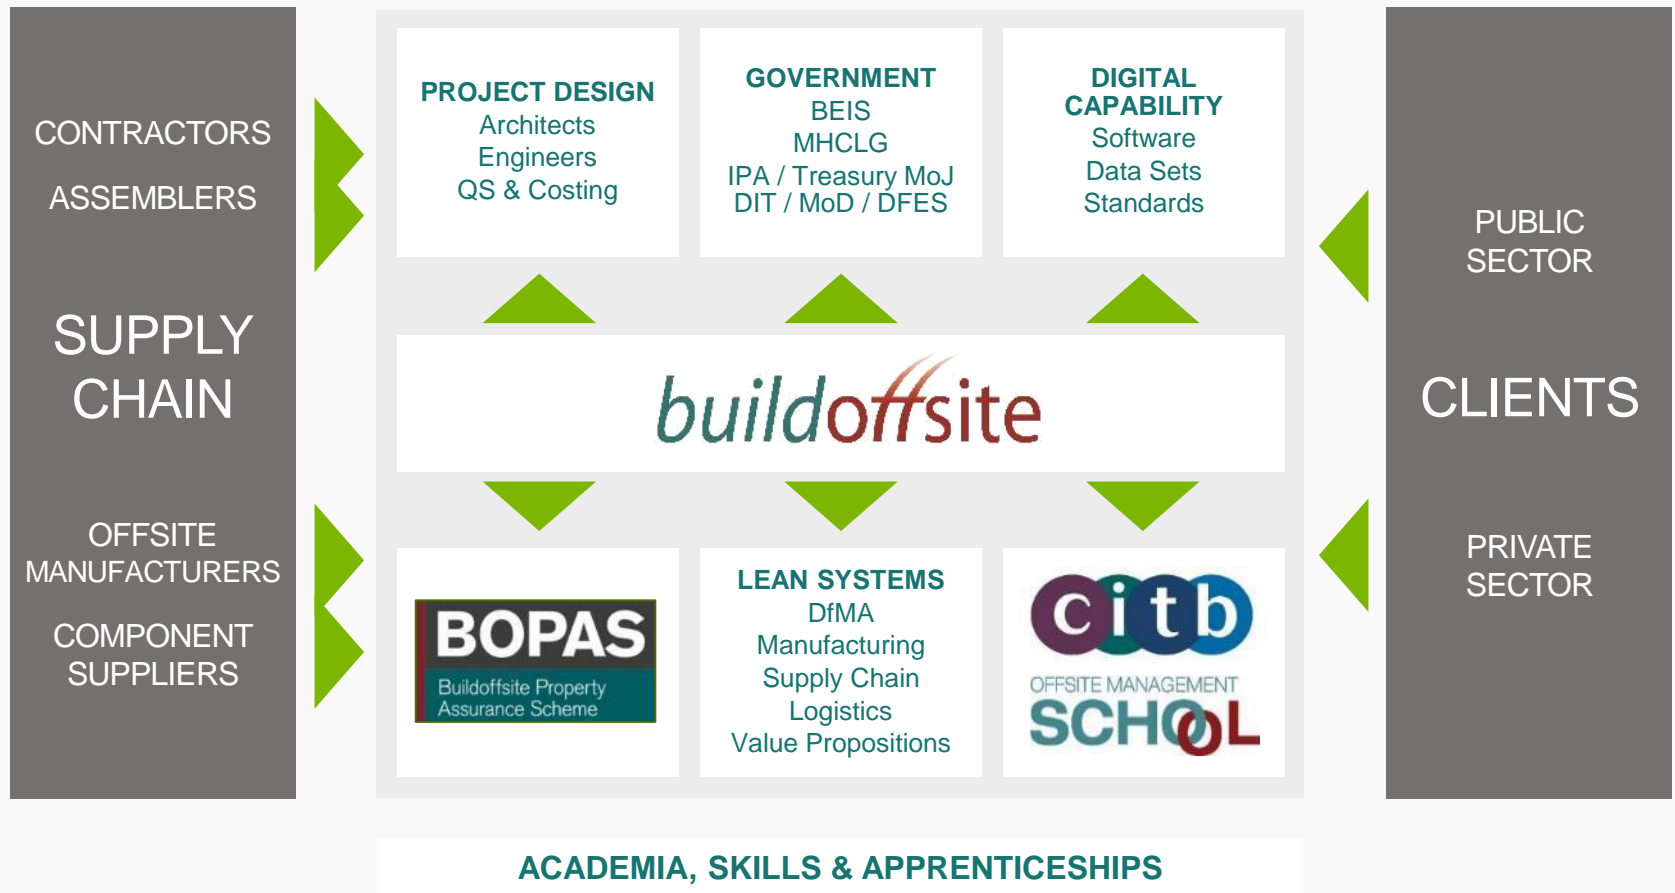 CONTRACTORS
ASSEMBLERS
SUPPLY
CHAIN
OFFSITE
MANUFACTURERS
COMPONENT
SUPPLIERS
PROJECT DESIGN
Architects
Engineers
QS & Costing
GOVERNMENT
BEIS
MHCLG
IPA / Treasury MoJ
DIT / MoD / DFES
DIGITAL
CAPABILITY
Software
Data Sets
Standards
buildoffsite
BOPAS
Buildoffsite Property
Assurance Scheme
LEAN SYSTEMS
DfMA
Manufacturing
Supply Chain
Logistics
Value Propositions
citb
OFFSITE MANAGEMENT
SCHOOL
PUBLIC
SECTOR
CLIENTS
PRIVATE
SECTOR
ACADEMIA, SKILLS & APPRENTICESHIPS